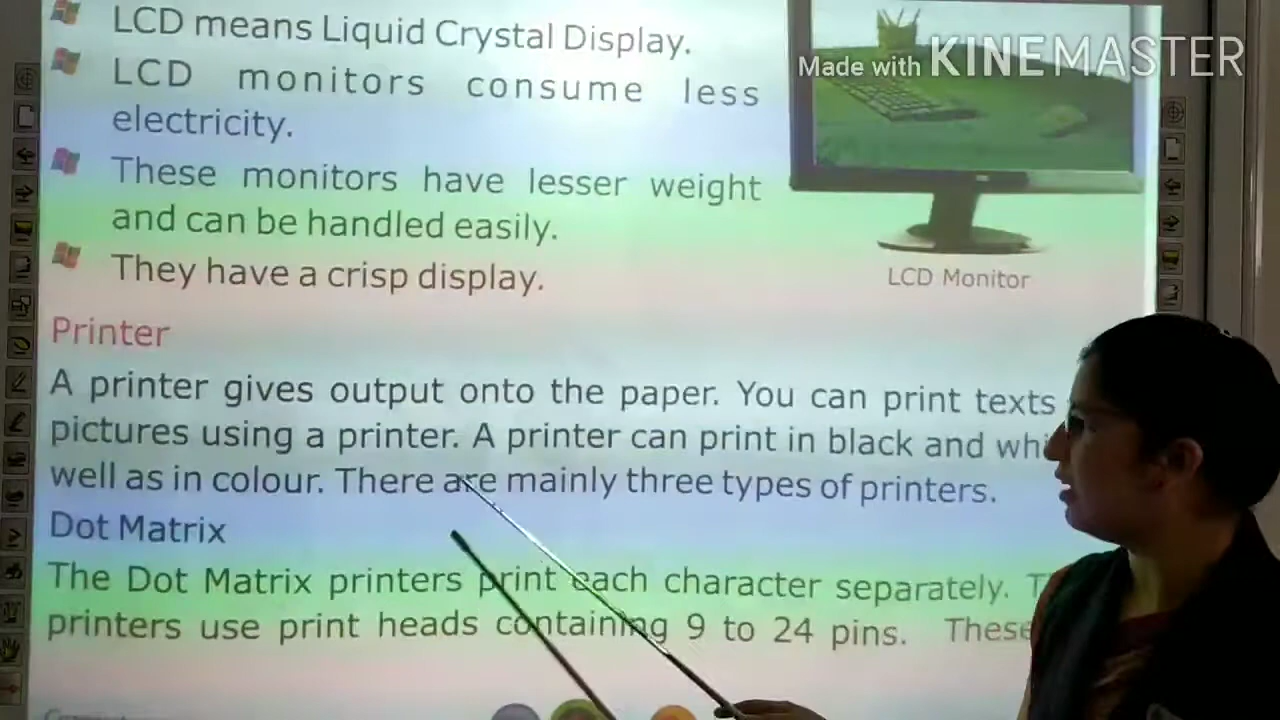 LCD means Liquid Crystal Display.
LCD monitors consume less
electricity.
These monitors have lesser weight
and can be handled easily.
They have a crisp display.
Made with KINEMASTER
LCD Monitor
Printer
A printer gives output onto the paper. You can print texts
pictures using a printer. A printer can print in black and
well as in colour. There are mainly three types of printers.
Dot Matrix
The Dot Matrix printers print each character separately.
printers use print heads containing 9 to 24 pins. These